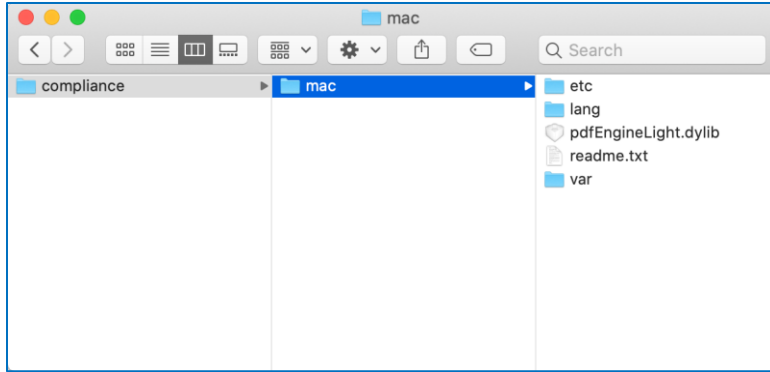 mac
Search
compliance
mac
etc
lang
pdfEngineLight.dylib
readme.txt
var